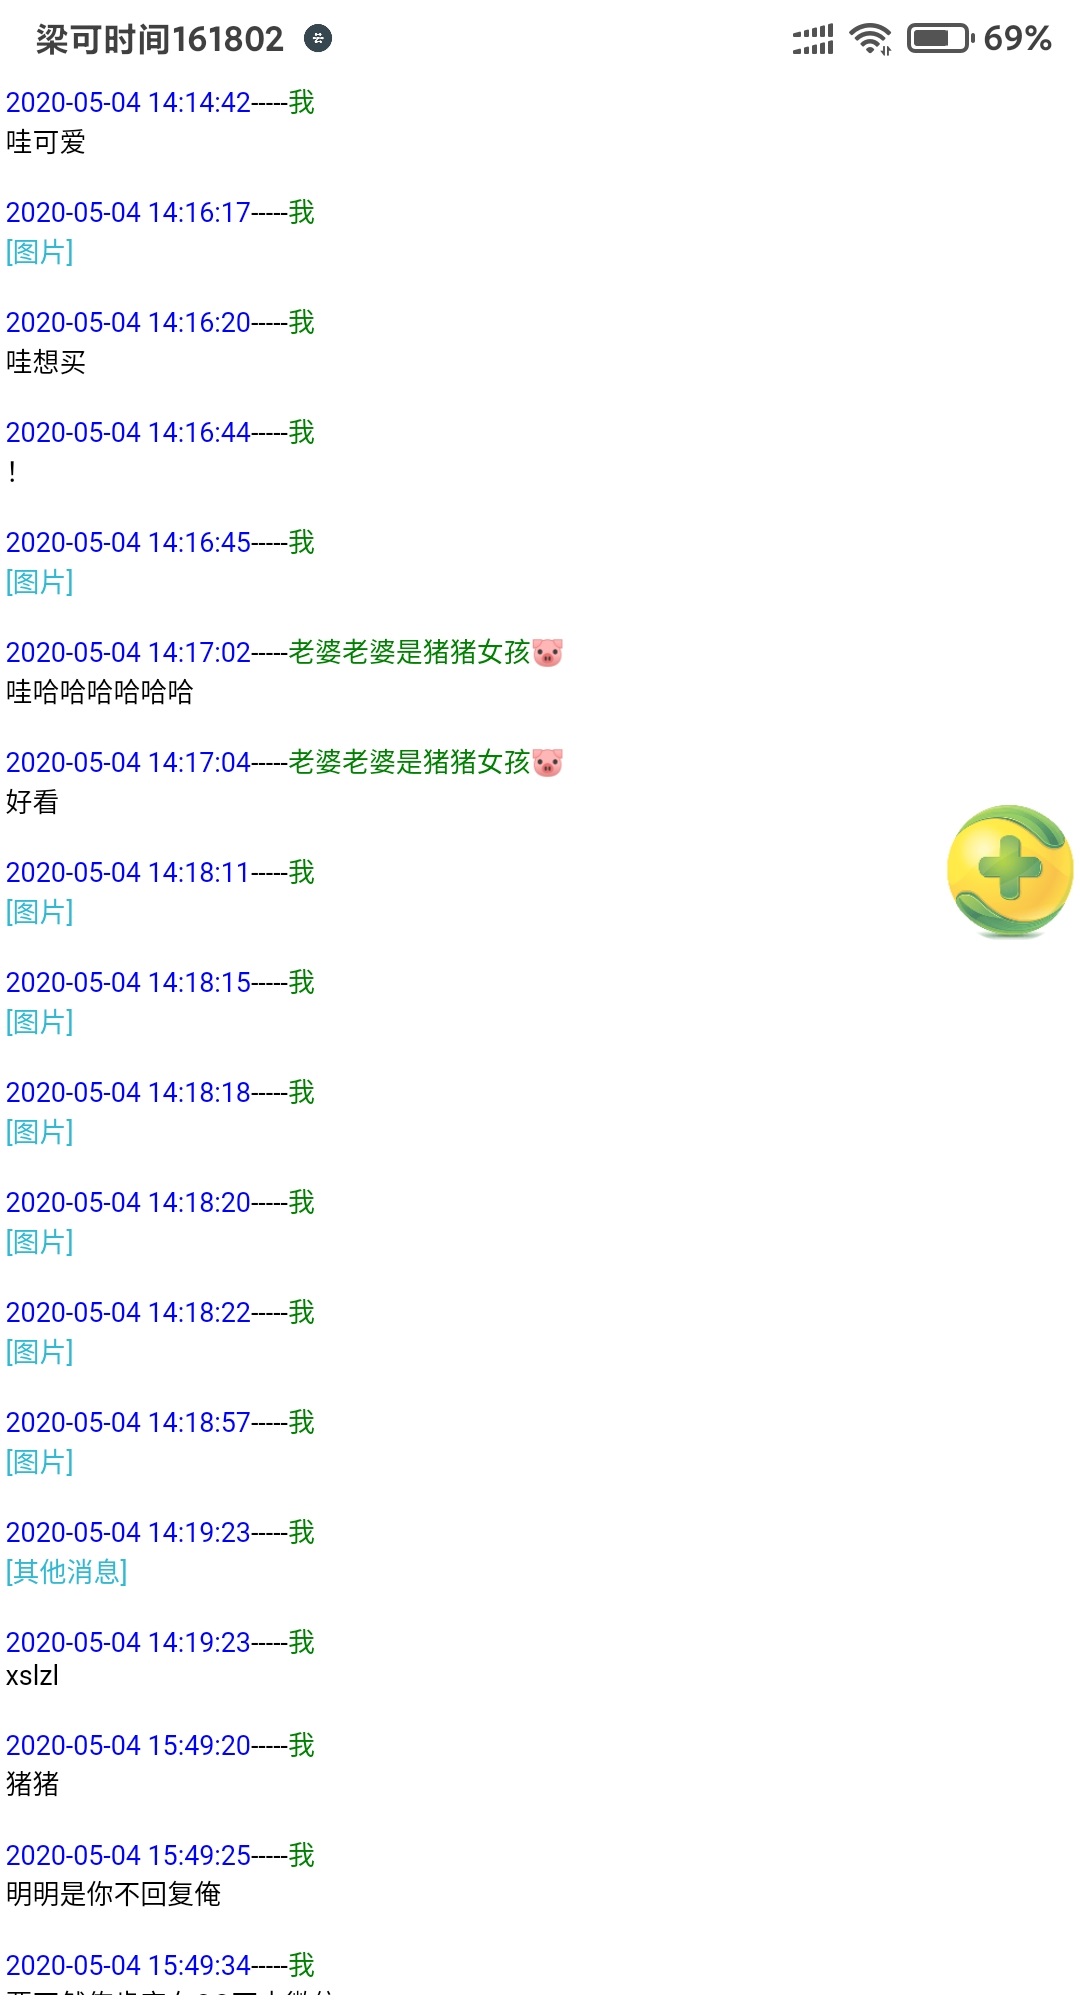 梁可时间161802 69%
2020-05-04 14:14:42-----我
哇可爱
2020-05-04 14:16:17-----我
[图片]
2020-05-04 14:16:20-----我
哇想买
2020-05-04 14:16:44-----我
！
2020-05-04 14:16:45-----我
[图片]
2020-05-04 14:17:02-----老婆老婆是猪猪女孩🐷
哇哈哈哈哈哈哈
2020-05-04 14:17:04-----老婆老婆是猪猪女孩🐷
好看
2020-05-04 14:18:11-----我
[图片]
2020-05-04 14:18:15-----我
[图片]
2020-05-04 14:18:18-----我
[图片]
2020-05-04 14:18:20-----我
[图片]
2020-05-04 14:18:22-----我
[图片]
2020-05-04 14:18:57-----我
[图片]
2020-05-04 14:19:23-----我
[其他消息]
2020-05-04 14:19:23-----我
xslzl
2020-05-04 15:49:20-----我
猪猪
2020-05-04 15:49:25-----我
明明是你不回复俺
2020-05-04 15:49:34-----我